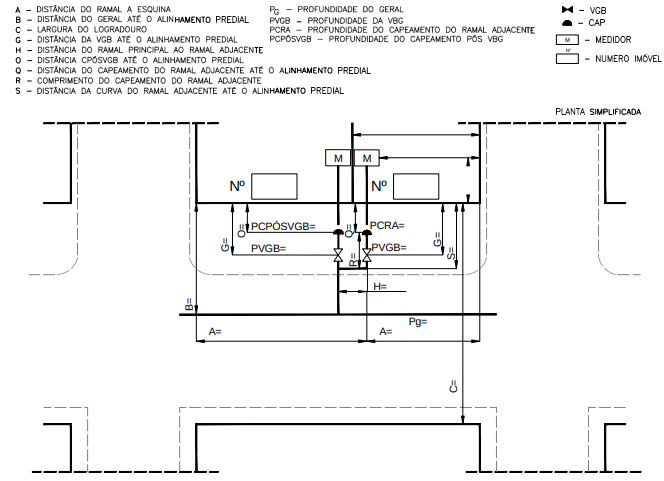 A – DISTÂNCIA DO RAMAL A ESQUINA
B – DISTÂNCIA DO GERAL ATÉ O ALINHAMENTO PREDIAL
C – LARGURA DO LOGRADOURO
G – DISTÂNCIA DA VGB ATÉ O ALINHAMENTO PREDIAL
H – DISTÂNCIA DO RAMAL PRINCIPAL AO RAMAL ADJACENTE
O – DISTÂNCIA CPÓSVGB ATÉ O ALINHAMENTO PREDIAL
Q – DISTÂNCIA DO CAPEAMENTO DO RAMAL ADJACENTE ATÉ O ALINHAMENTO PREDIAL
R – COMPRIMENTO DO CAPEAMENTO DO RAMAL ADJACENTE
S – DISTÂNCIA DA CURVA DO RAMAL ADJACENTE ATÉ O ALINHAMENTO PREDIAL
PG – PROFUNDIDADE DO GERAL
PVGB – PROFUNDIDADE DA VBG
PCRA – PROFUNDIDADE DO CAPEAMENTO DO RAMAL ADJACENTE
PCPÓSVGB – PROFUNDIDADE DO CAPEAMENTO PÓS VBG
– VGB
– CAP
M – MEDIDOR
Nº – NUMERO IMÓVEL
PLANTA SIMPLIFICADA
M M
Nº Nº
O= PCPÓSVGB= Q= PCRA=
G= PVGB= R= PVGB= G= S=
B= H=
Pg=
A= A=
C=